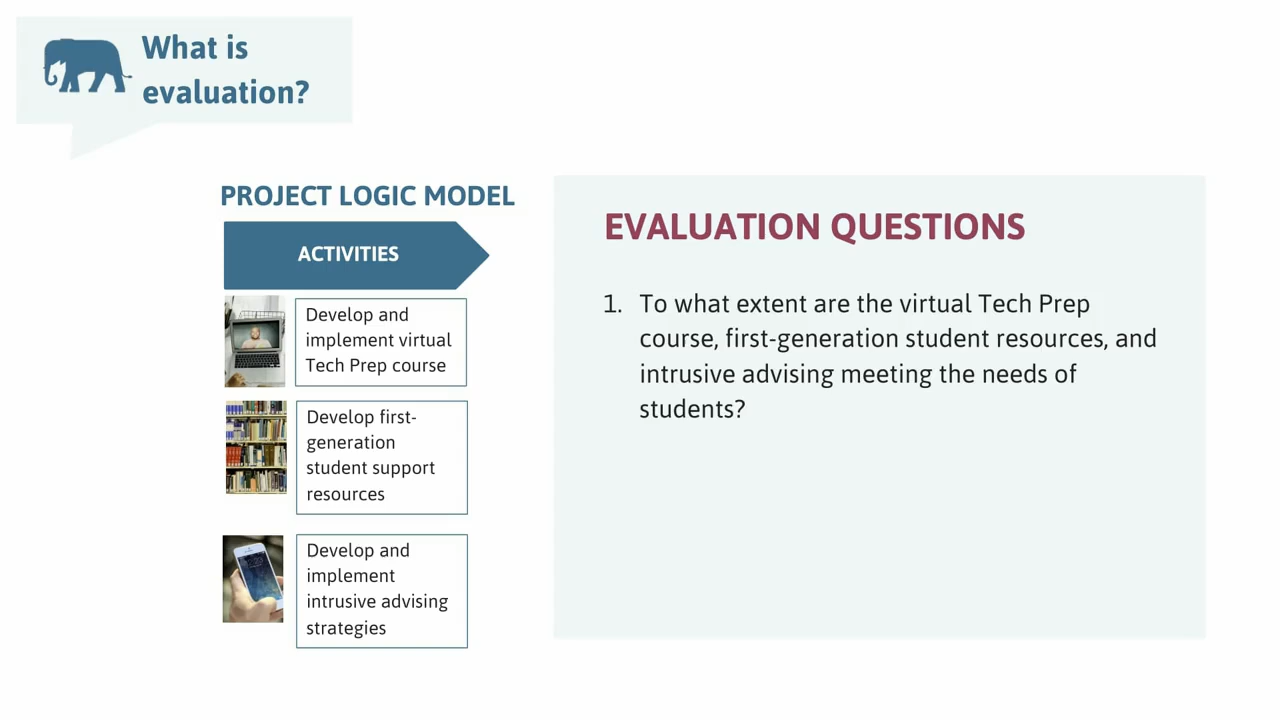 What is
evaluation?
PROJECT LOGIC MODEL
ACTIVITIES
Develop and
implement virtual
Tech Prep course
Develop first-
generation
student support
resources
Develop and
implement
intrusive advising
strategies
EVALUATION QUESTIONS
1. To what extent are the virtual Tech Prep
course, first-generation student resources, and
intrusive advising meeting the needs of
students?